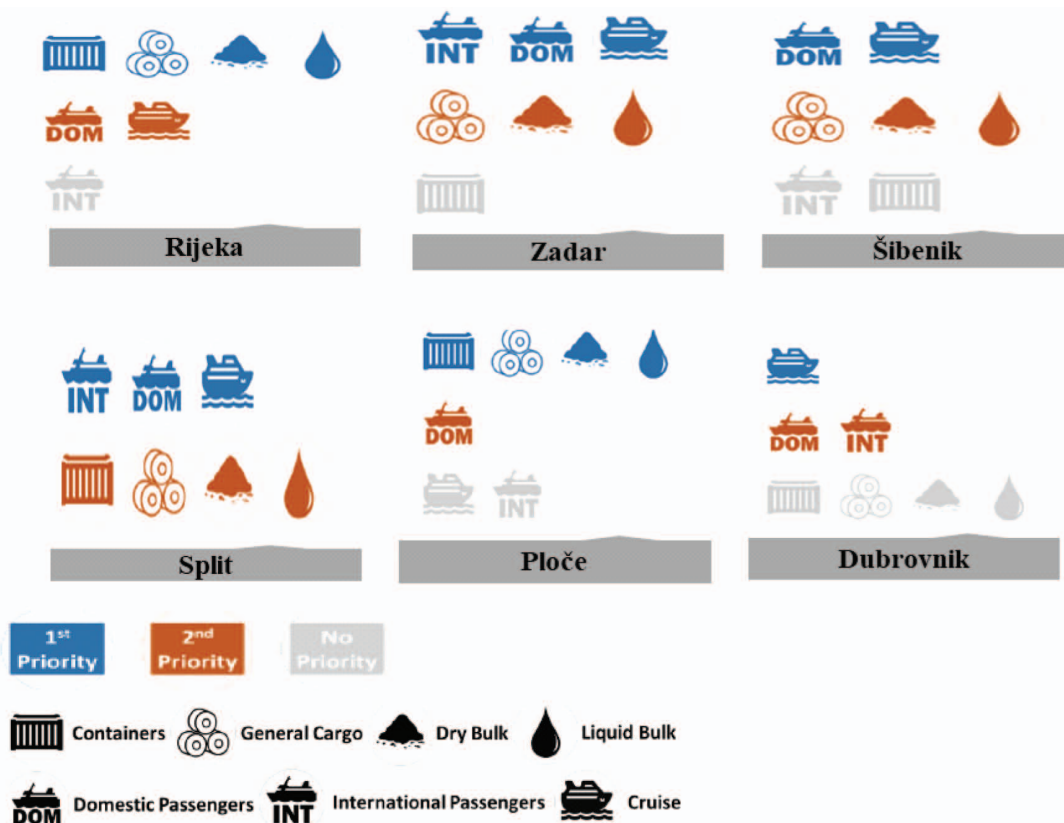 INT DOM
DOM
DOM
INT
INT
Rijeka
Zadar
Šibenik
INT DOM
DOM
DOM INT
INT
Split
Ploče
Dubrovnik
1st Priority
2nd Priority
No Priority
Containers
General Cargo
Dry Bulk
Liquid Bulk
DOM Domestic Passengers
INT International Passengers
Cruise